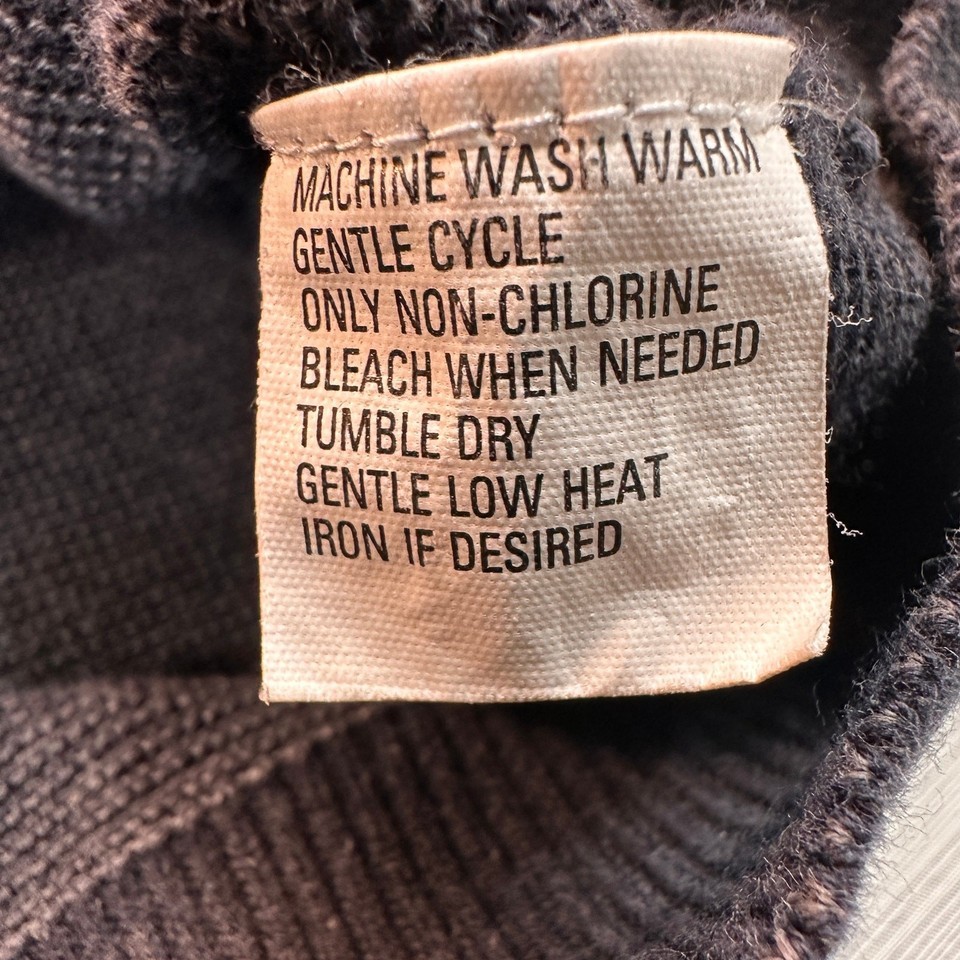 MACHINE WASH WARM
GENTLE CYCLE
ONLY NON-CHLORINE
BLEACH WHEN NEEDED
TUMBLE DRY
GENTLE LOW HEAT
IRON IF DESIRED